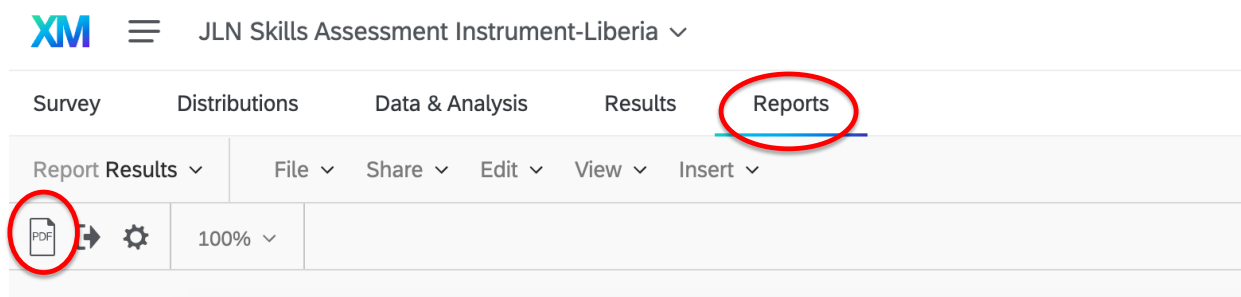 XM JLN Skills Assessment Instrument-Liberia
Survey Distributions Data & Analysis Results Reports
Report Results File Share Edit View Insert
PDF 100%